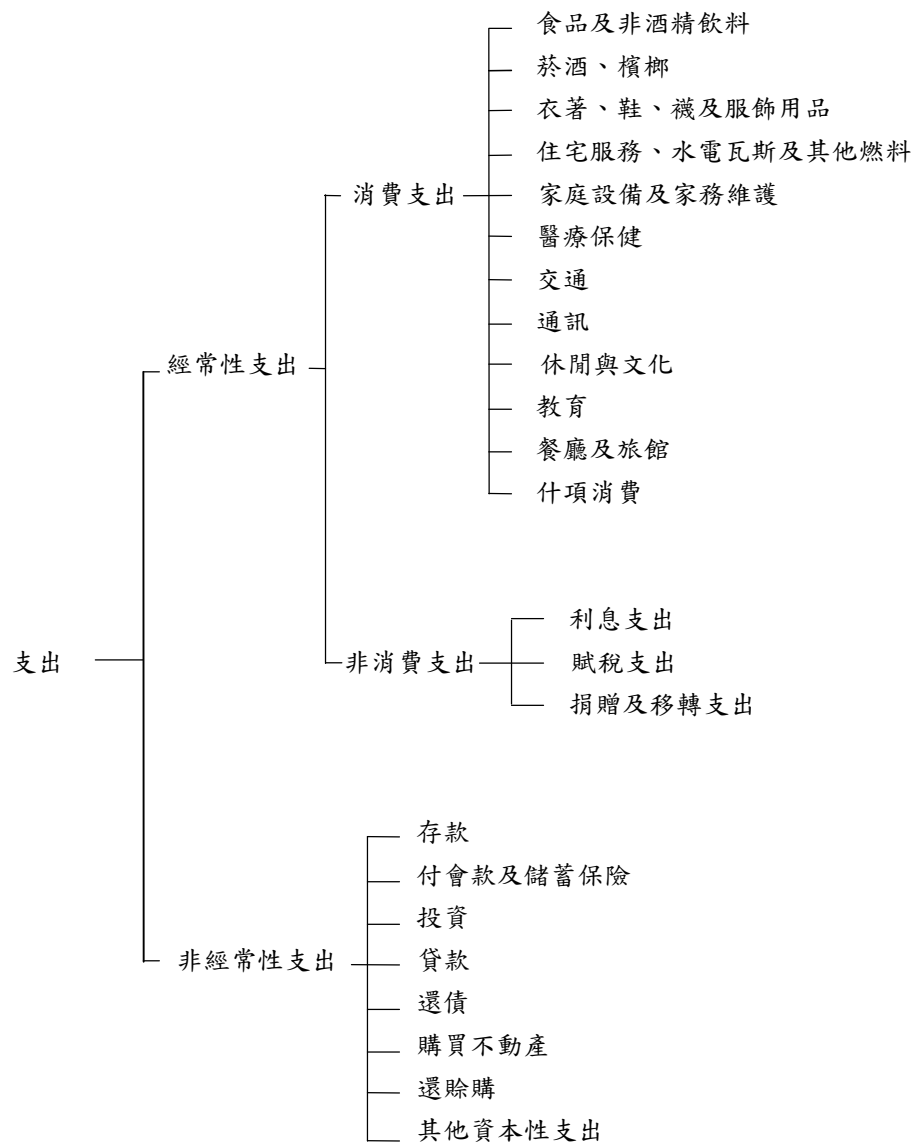 食品及非酒精飲料
菸酒、檳榔
衣著、鞋、襪及服飾用品
住宅服務、水電瓦斯及其他燃料
消費支出
家庭設備及家務維護
醫療保健
交通
通訊
經常性支出
休閒與文化
教育
餐廳及旅館
什項消費
利息支出
支出
非消費支出
賦稅支出
捐贈及移轉支出
存款
付會款及儲蓄保險
投資
非經常性支出
貸款
還債
購買不動產
還賒購
其他資本性支出